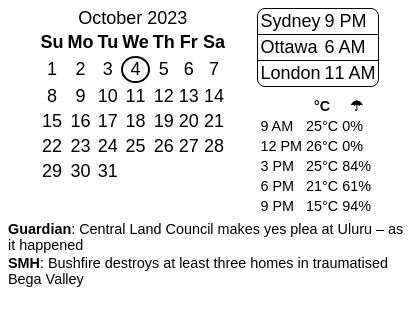 October 2023
Su Mo Tu We Th Fr Sa
1 2 3 4 5 6 7
8 9 10 11 12 13 14
15 16 17 18 19 20 21
22 23 24 25 26 27 28
29 30 31
Sydney 9 PM
Ottawa 6 AM
London 11 AM
°C ☂
9 AM 25°C 0%
12 PM 26°C 0%
3 PM 25°C 84%
6 PM 21°C 61%
9 PM 15°C 94%
Guardian: Central Land Council makes yes plea at Uluru – as
it happened
SMH: Bushfire destroys at least three homes in traumatised
Bega Valley